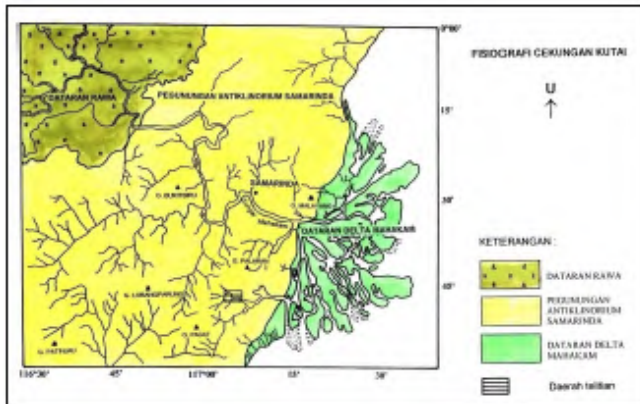 FISIOGRAFI CEKUNGAN KUTAI
U
0°00'
15'
30'
DATARAN RAWA
PEGUNUNGAN ANTIKLINORIUM SAMARINDA
SAMARINDA
Mahakam
DATARAN DELTA MAHAKAM
116°30'
45'
117°00'
15'
30'
KETERANGAN :
DATARAN RAWA
PEGUNUNGAN
ANTIKLINORIUM
SAMARINDA
DATARAN DELTA
MAHAKAM
Daerah telitian